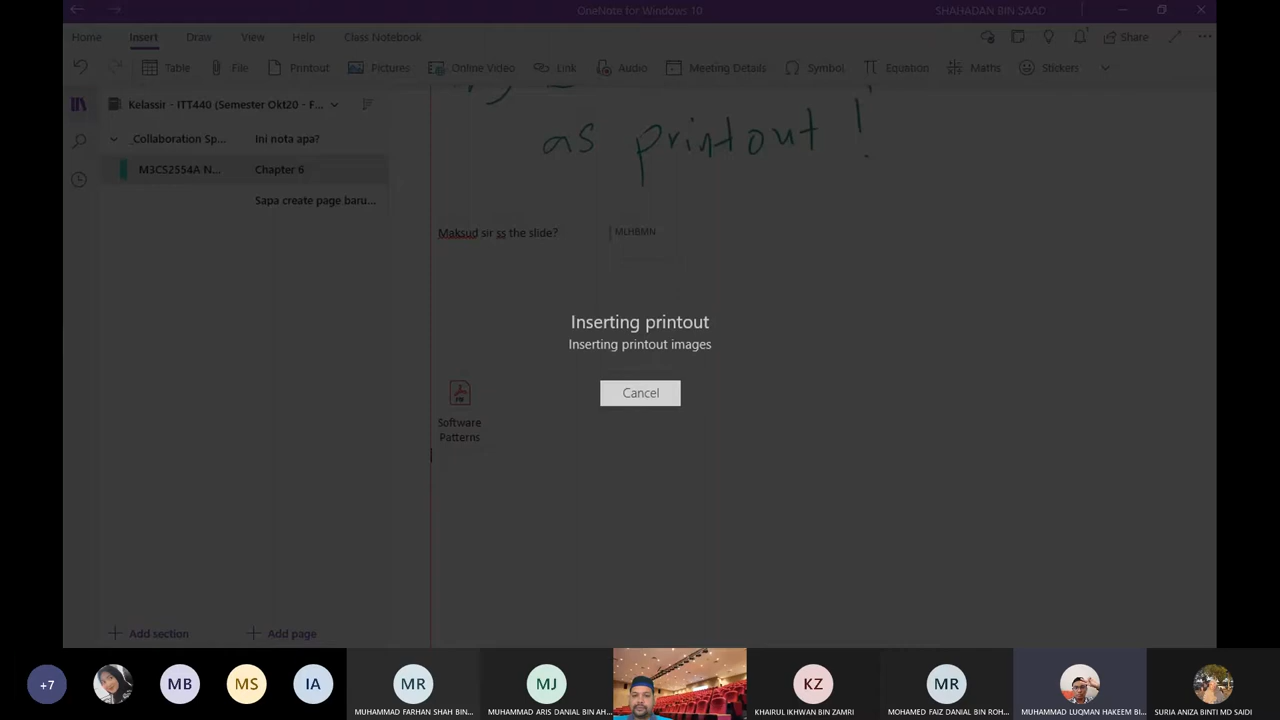 OneNote for Windows 10
SHAHADAN BIN SAAD
Home
Insert
Draw
View
Help
Class Notebook
Share
Table
File
Printout
Pictures
Online Video
Link
Audio
Meeting Details
Symbol
Equation
Maths
Stickers
Kelassir - ITT440 (Semester Okt20 - F...
_Collaboration Sp...
Ini nota apa?
M3CS2554A N...
Chapter 6
Sapa create page baru...
as printout !
Maksud sir ss the slide?
MLHBMN
Inserting printout
Inserting printout images
Cancel
Software
Patterns
Add section
Add page
+7
MB
MS
IA
MR
MUHAMMAD FARHAN SHAH BIN...
MJ
MUHAMMAD ARIS DANIAL BIN AH...
KZ
KHAIRUL IKHWAN BIN ZAMRI
MR
MOHAMED FAIZ DANIAL BIN ROH...
MUHAMMAD LUQMAN HAKEEM BI...
SURIA ANIZA BINTI MD SAIDI